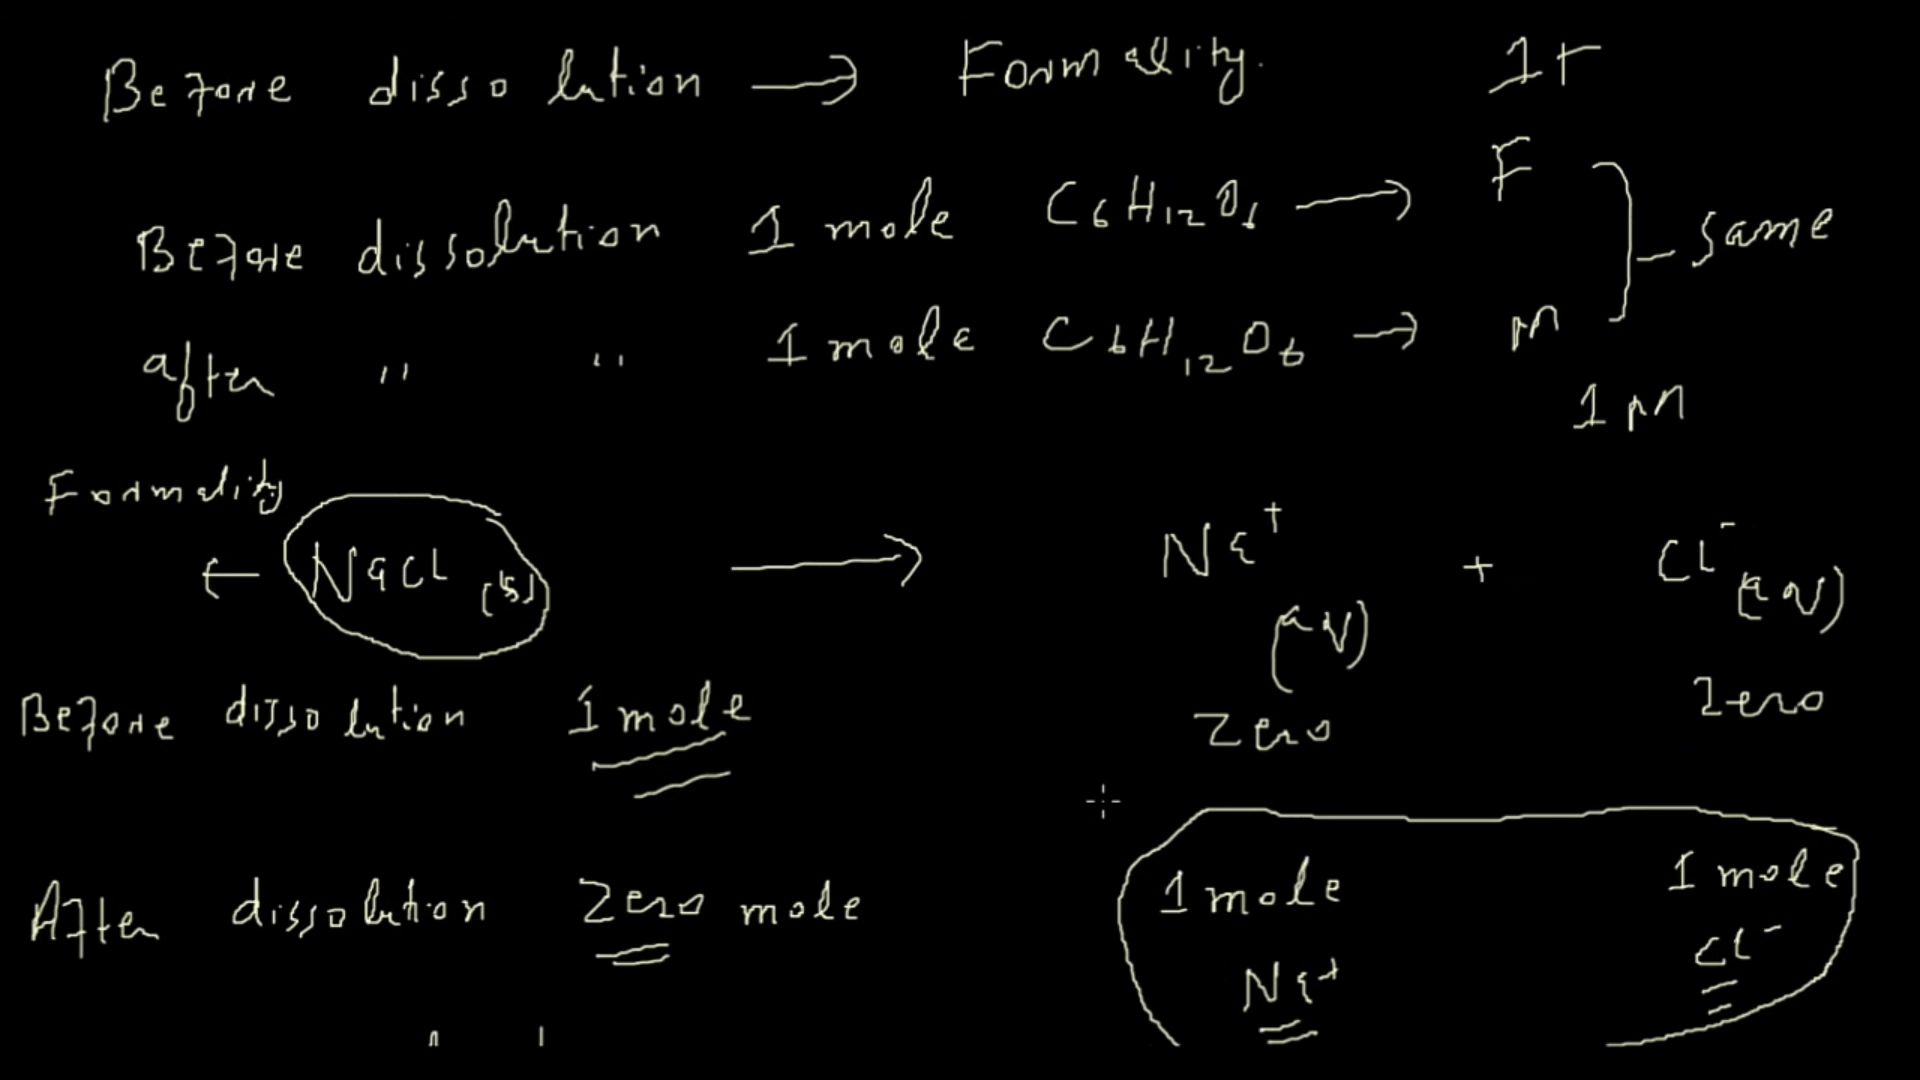 Before dissolution → Formality. 1F
Before dissolution 1 mole C6H12O6 → F
after " " 1 mole C6H12O6 → M
} - same
1 M
Formality
← NaCl (s) → Na+ (aq) + Cl- (aq)
Before dissolution 1 mole Zero Zero
After dissolution Zero mole 1 mole 1 mole
Na+ Cl-